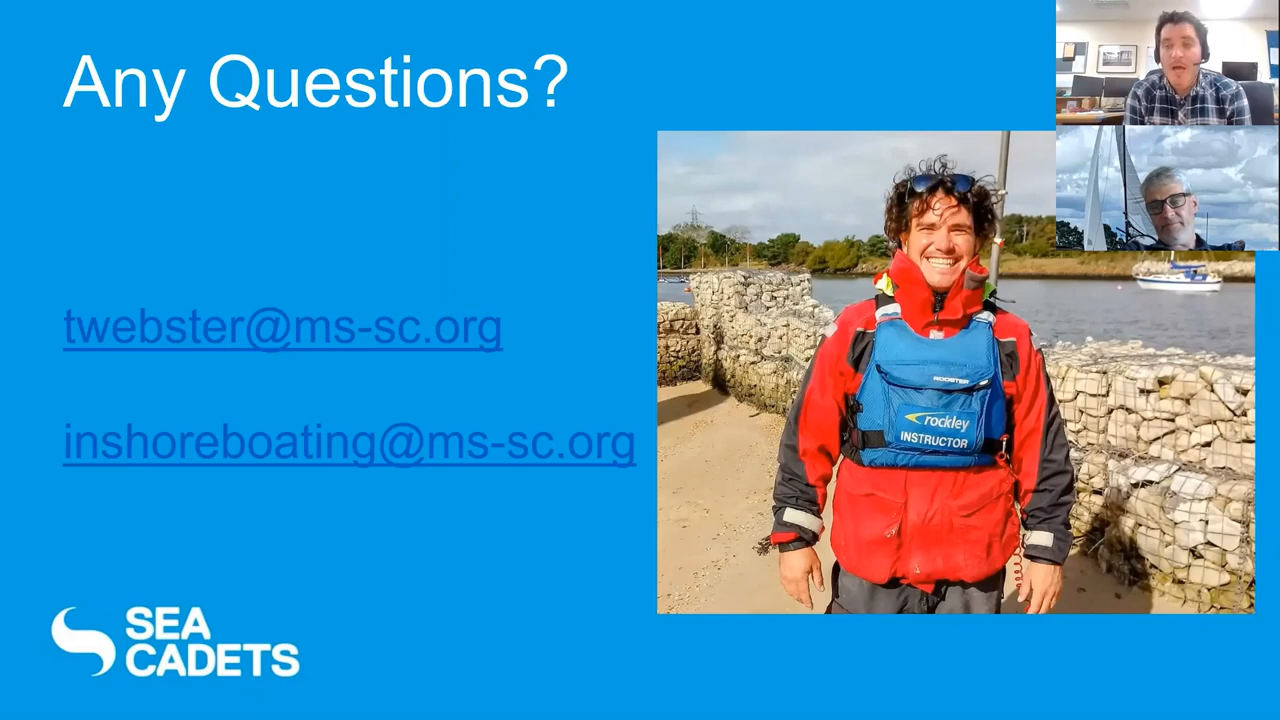 Any Questions?
twebster@ms-sc.org
inshoreboating@ms-sc.org
ROOSTER
rockley
INSTRUCTOR
SEA
CADETS